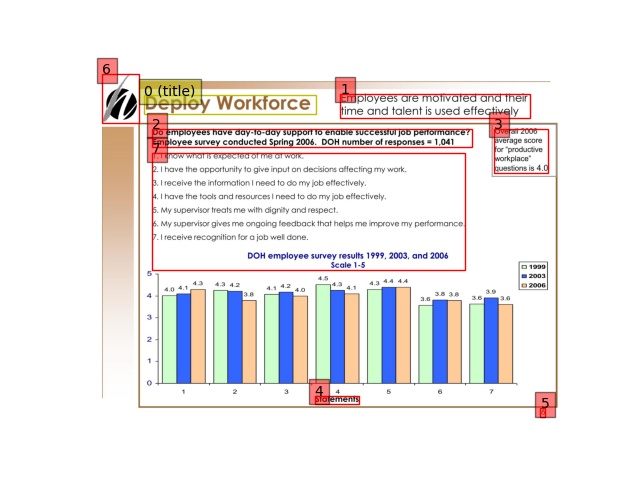 6
0 (title)
Deploy Workforce
1
Employees are motivated and their
time and talent is used effectively
2
Do employees have day-to-day support to enable successful job performance?
Employee survey conducted Spring 2006. DOH number of responses = 1,041
3
Overall 2006
average score
for "productive
workplace"
questions is 4.0
7
1. I know what is expected of me at work.
2. I have the opportunity to give input on decisions affecting my work.
3. I receive the information I need to do my job effectively.
4. I have the tools and resources I need to do my job effectively.
5. My supervisor treats me with dignity and respect.
6. My supervisor gives me ongoing feedback that helps me improve my performance.
7. I receive recognition for a job well done.
DOH employee survey results 1999, 2003, and 2006
Scale 1-5
1999
2003
2006
5
4
3
2
1
0
4.0 4.1 4.3
4.3 4.2 3.8
4.1 4.2 4.0
4.5 4.3 4.1
4.3 4.4 4.4
3.6 3.8 3.8
3.6 3.9 3.6
1 2 3 4 5 6 7
4
Statements
5